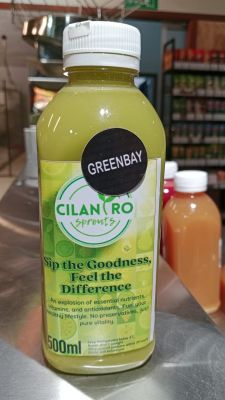 GREENBAY
CILANTRO
sprouts
Sip the Goodness,
Feel the
Difference
An explosion of essential nutrients,
vitamins, and antioxidants. Fuel your
healthy lifestyle. No preservatives, just
pure vitality.
500ml